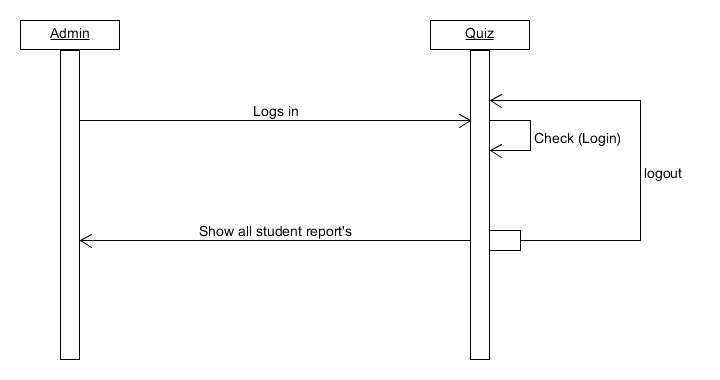 Admin
Quiz
Logs in
Check (Login)
logout
Show all student report's